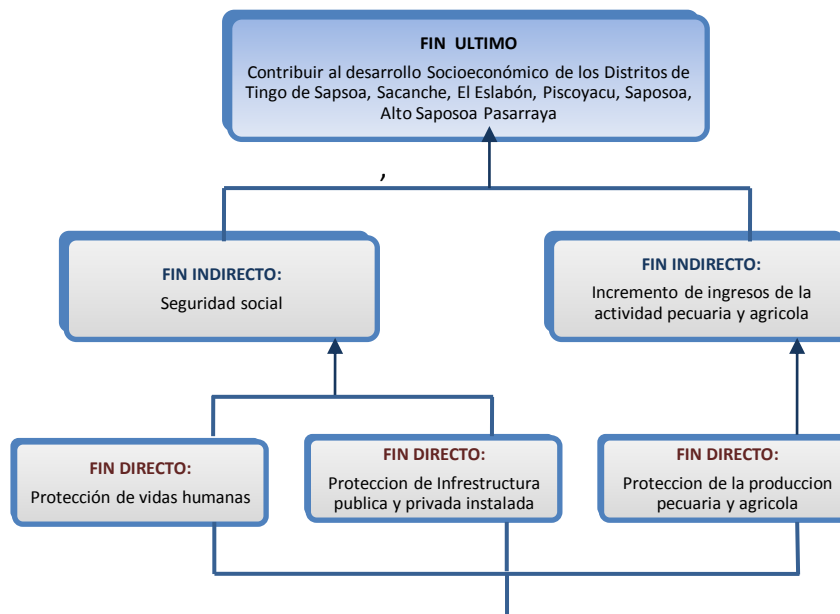 FIN ULTIMO
Contribuir al desarrollo Socioeconómico de los Distritos de
Tingo de Sapsoa, Sacanche, El Eslabón, Piscoyacu, Saposoa,
Alto Saposoa Pasarraya
,
FIN INDIRECTO:
Seguridad social
FIN INDIRECTO:
Incremento de ingresos de la
actividad pecuaria y agricola
FIN DIRECTO:
Protección de vidas humanas
FIN DIRECTO:
Proteccion de Infrestructura
publica y privada instalada
FIN DIRECTO:
Proteccion de la produccion
pecuaria y agricola